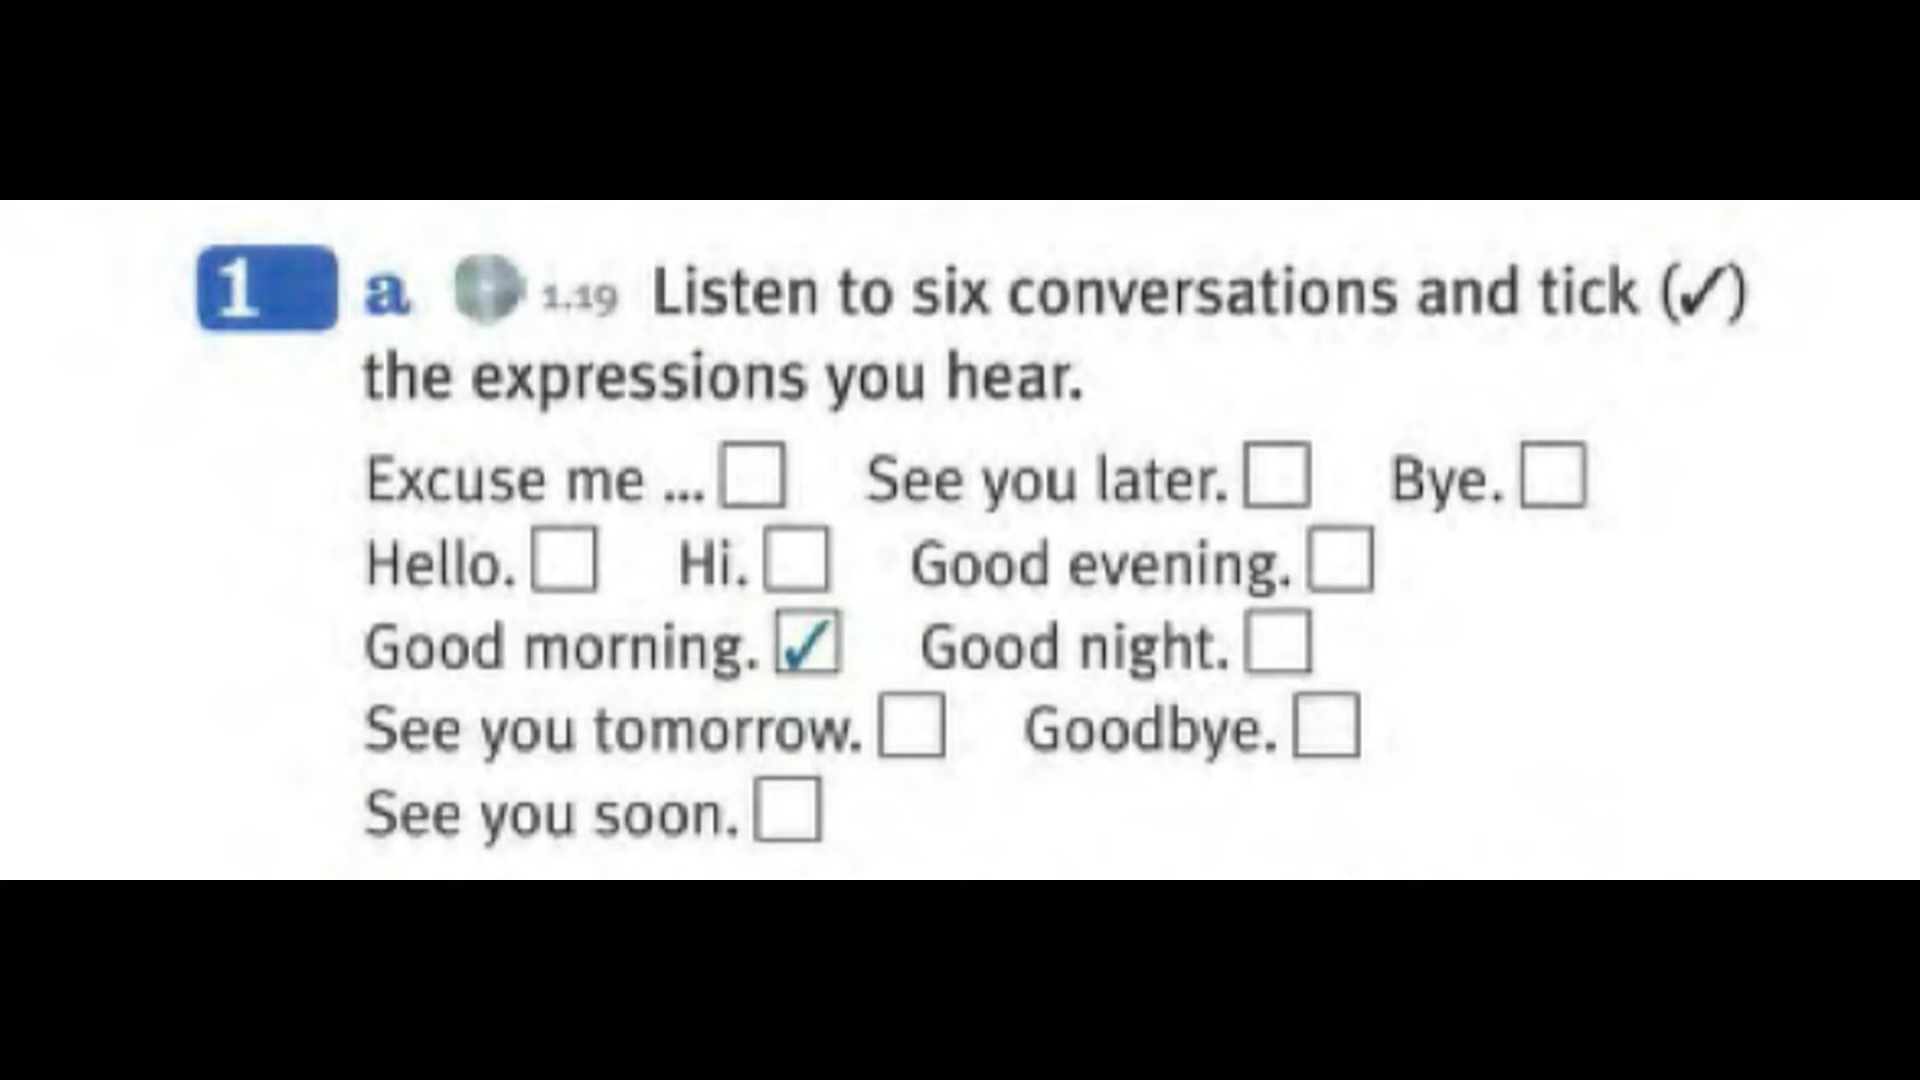 1 a 1.19 Listen to six conversations and tick (✓)
the expressions you hear.
Excuse me ... ☐ See you later. ☐ Bye. ☐
Hello. ☐ Hi. ☐ Good evening. ☐
Good morning. ☑ Good night. ☐
See you tomorrow. ☐ Goodbye. ☐
See you soon. ☐